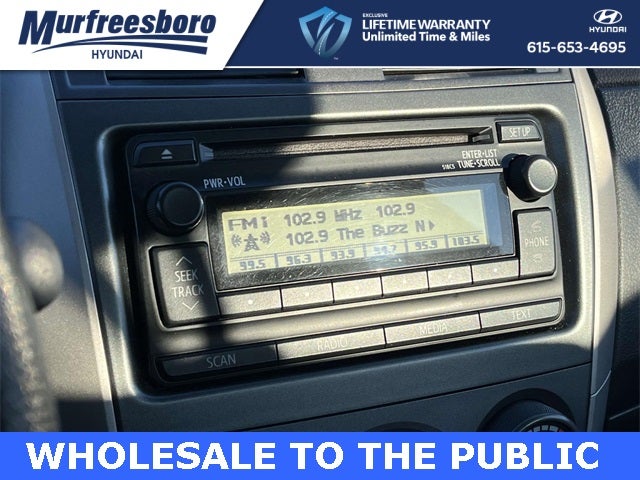 Murfreesboro
HYUNDAI
EXCLUSIVE
LIFETIME WARRANTY
Unlimited Time & Miles
HYUNDAI
615-653-4695
SET UP
ENTER•LIST
TUNE•SCROLL
PWR•VOL
FM1 102.9 MHz 102.9
102.9 The Buzz N
99.5 96.3 93.9 95.9 103.5
SEEK
TRACK
PHONE
SCAN RADIO MEDIA TEXT
WHOLESALE TO THE PUBLIC